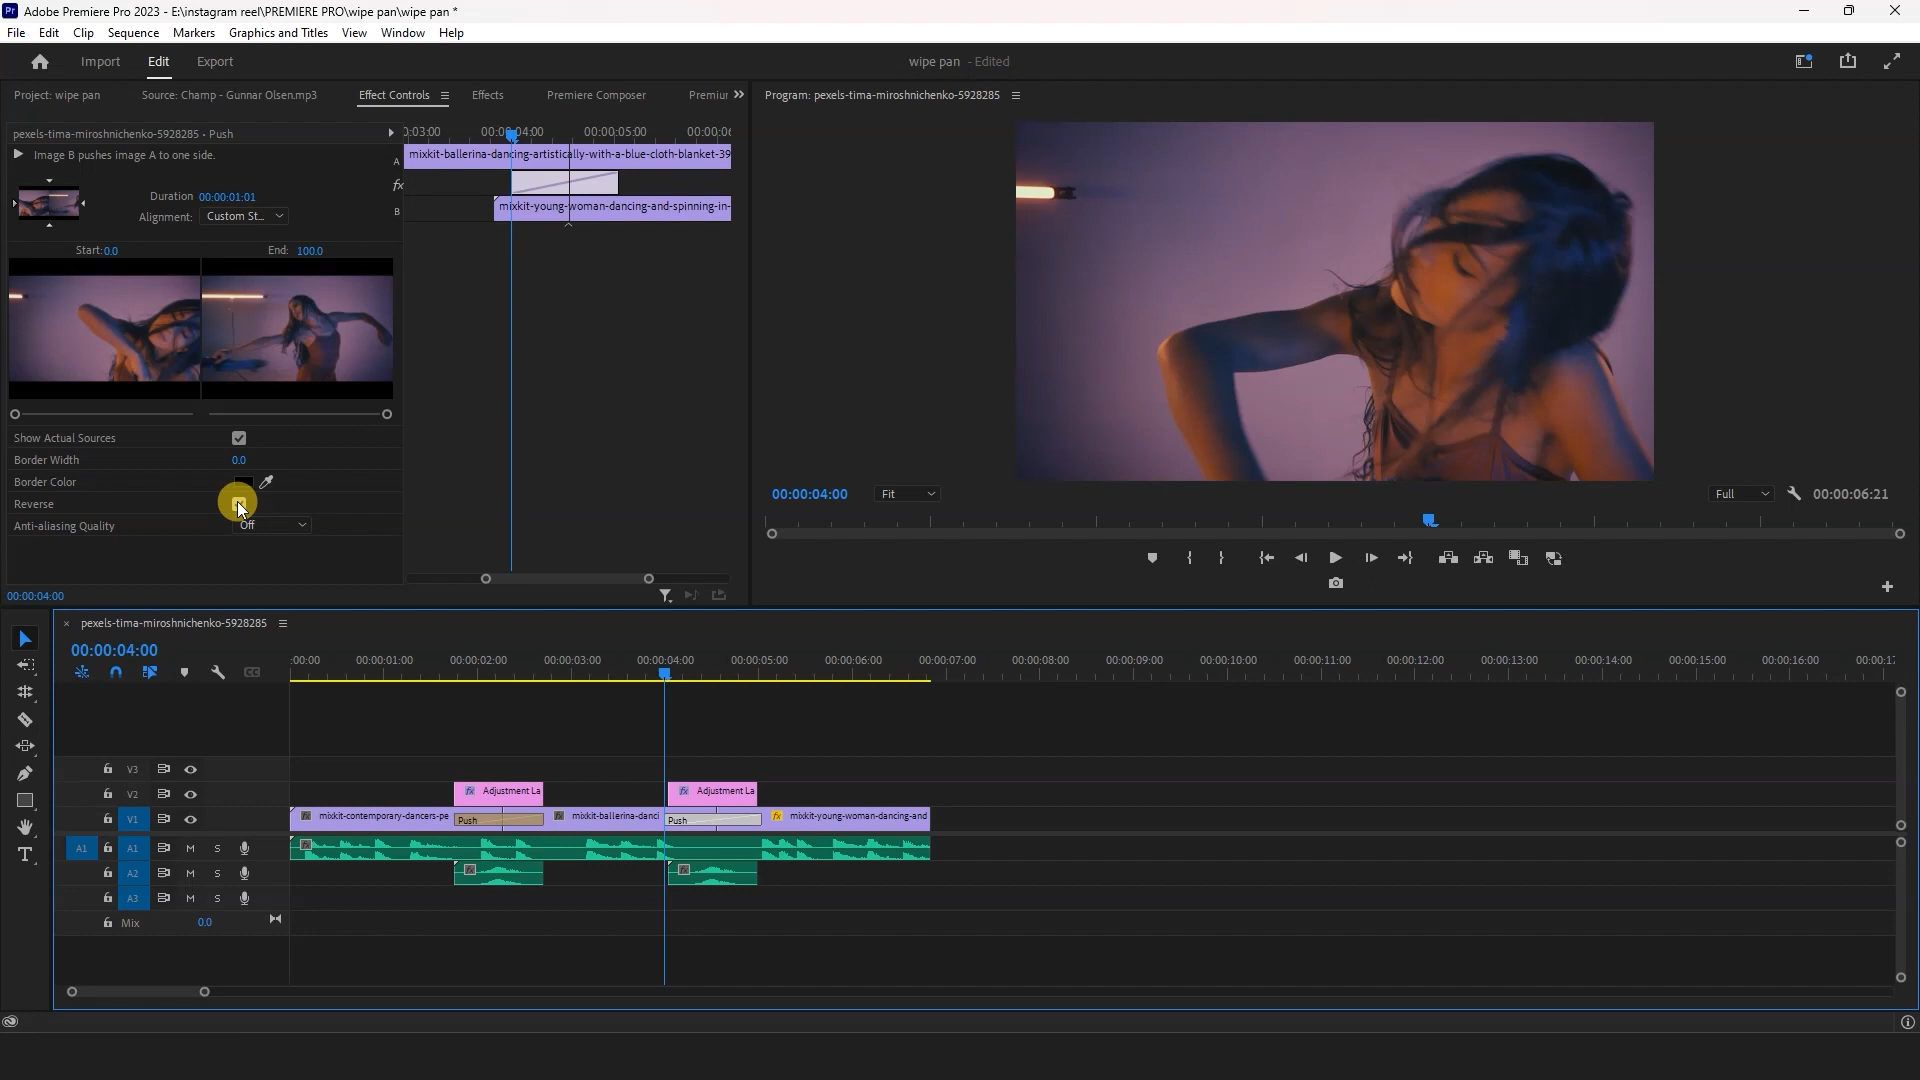 Pr Adobe Premiere Pro 2023 - E:\instagram reel\PREMIERE PRO\wipe pan\wipe pan *
File Edit Clip Sequence Markers Graphics and Titles View Window Help
Import Edit Export
wipe pan - Edited
Project: wipe pan Source: Champ - Gunnar Olsen.mp3 Effect Controls Effects Premiere Composer Premiur
Program: pexels-tima-miroshnichenko-5928285
pexels-tima-miroshnichenko-5928285 • Push
):03:00 00:00:04:00 00:00:05:00 00:00:0(
Image B pushes image A to one side.
A mixkit-ballerina-dancing-artistically-with-a-blue-cloth-blanket-39
fx
Duration 00:00:01:01
B mixkit-young-woman-dancing-and-spinning-in-
Alignment: Custom St...
Start: 0.0 End: 100.0
Show Actual Sources
Border Width 0.0
Border Color
Reverse
Anti-aliasing Quality Off
00:00:04:00
00:00:04:00 Fit Full 00:00:06:21
× pexels-tima-miroshnichenko-5928285
00:00:04:00
:00:00 00:00:01:00 00:00:02:00 00:00:03:00 00:00:04:00 00:00:05:00 00:00:06:00 00:00:07:00 00:00:08:00 00:00:09:00 00:00:10:00 00:00:11:00 00:00:12:00 00:00:13:00 00:00:14:00 00:00:15:00 00:00:16:00 00:00:17
CC
V3
V2 fx Adjustment La fx Adjustment La
V1 fx mixkit-contemporary-dancers-pe Push fx mixkit-ballerina-danci Push fx mixkit-young-woman-dancing-and
A1 A1 M S fx
A2 M S fx fx
A3 M S
Mix 0.0
T